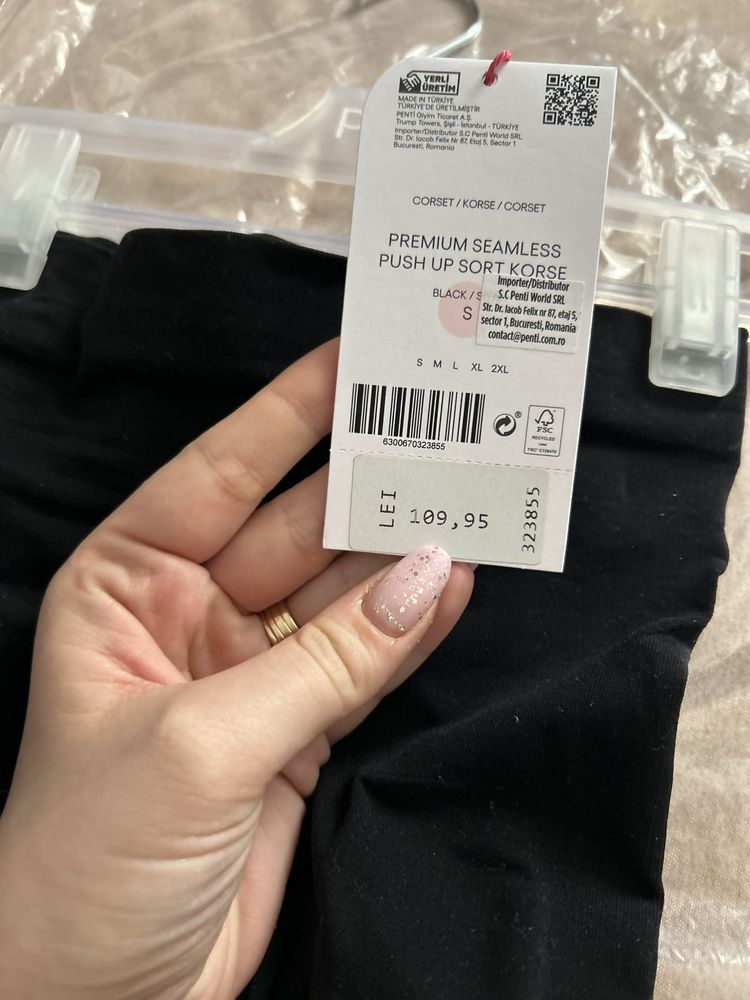 YERLİ
ÜRETİM
MADE IN TÜRKİYE
TÜRKİYE'DE ÜRETİLMİŞTİR
PENTİ Giyim Ticaret A.Ş.
Trump Towers, Şişli - İstanbul - TÜRKİYE
Importer/Distributor S.C Penti World SRL
Str. Dr. Iacob Felix Nr 87, Etaj 5, Sector 1
Bucuresti, Romania
CORSET / KORSE / CORSET
PREMIUM SEAMLESS
PUSH UP SORT KORSE
BLACK /
S
Importer/Distributor
S.C Penti World SRL
Str. Dr. Iacob Felix nr 87, etaj 5,
sector 1, Bucuresti, Romania
contact@penti.com.ro
S M L XL 2XL
6300670323855
FSC
RECYCLED
LEI 109,95
323855